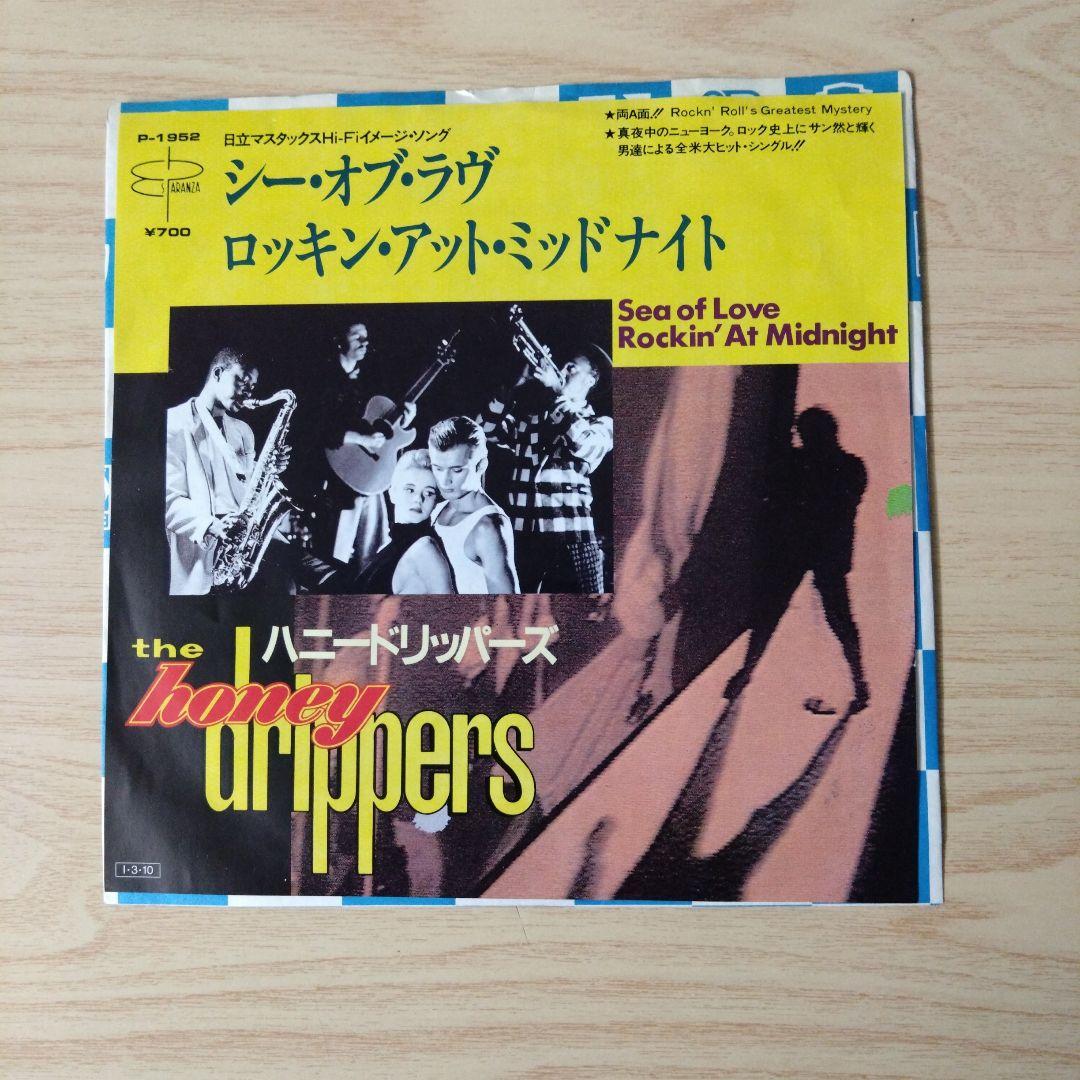 P-1952
ES PARANZA
¥700
日立マスタックスHi-Fiイメージ・ソング
シー・オブ・ラヴ
ロッキン・アット・ミッドナイト
★両A面!! Rockn' Roll's Greatest Mystery
★真夜中のニューヨーク。ロック史上にサン然と輝く
男達による全米大ヒット・シングル!!
Sea of Love
Rockin' At Midnight
ハニードリッパーズ
the
honey
drippers
I・3・10